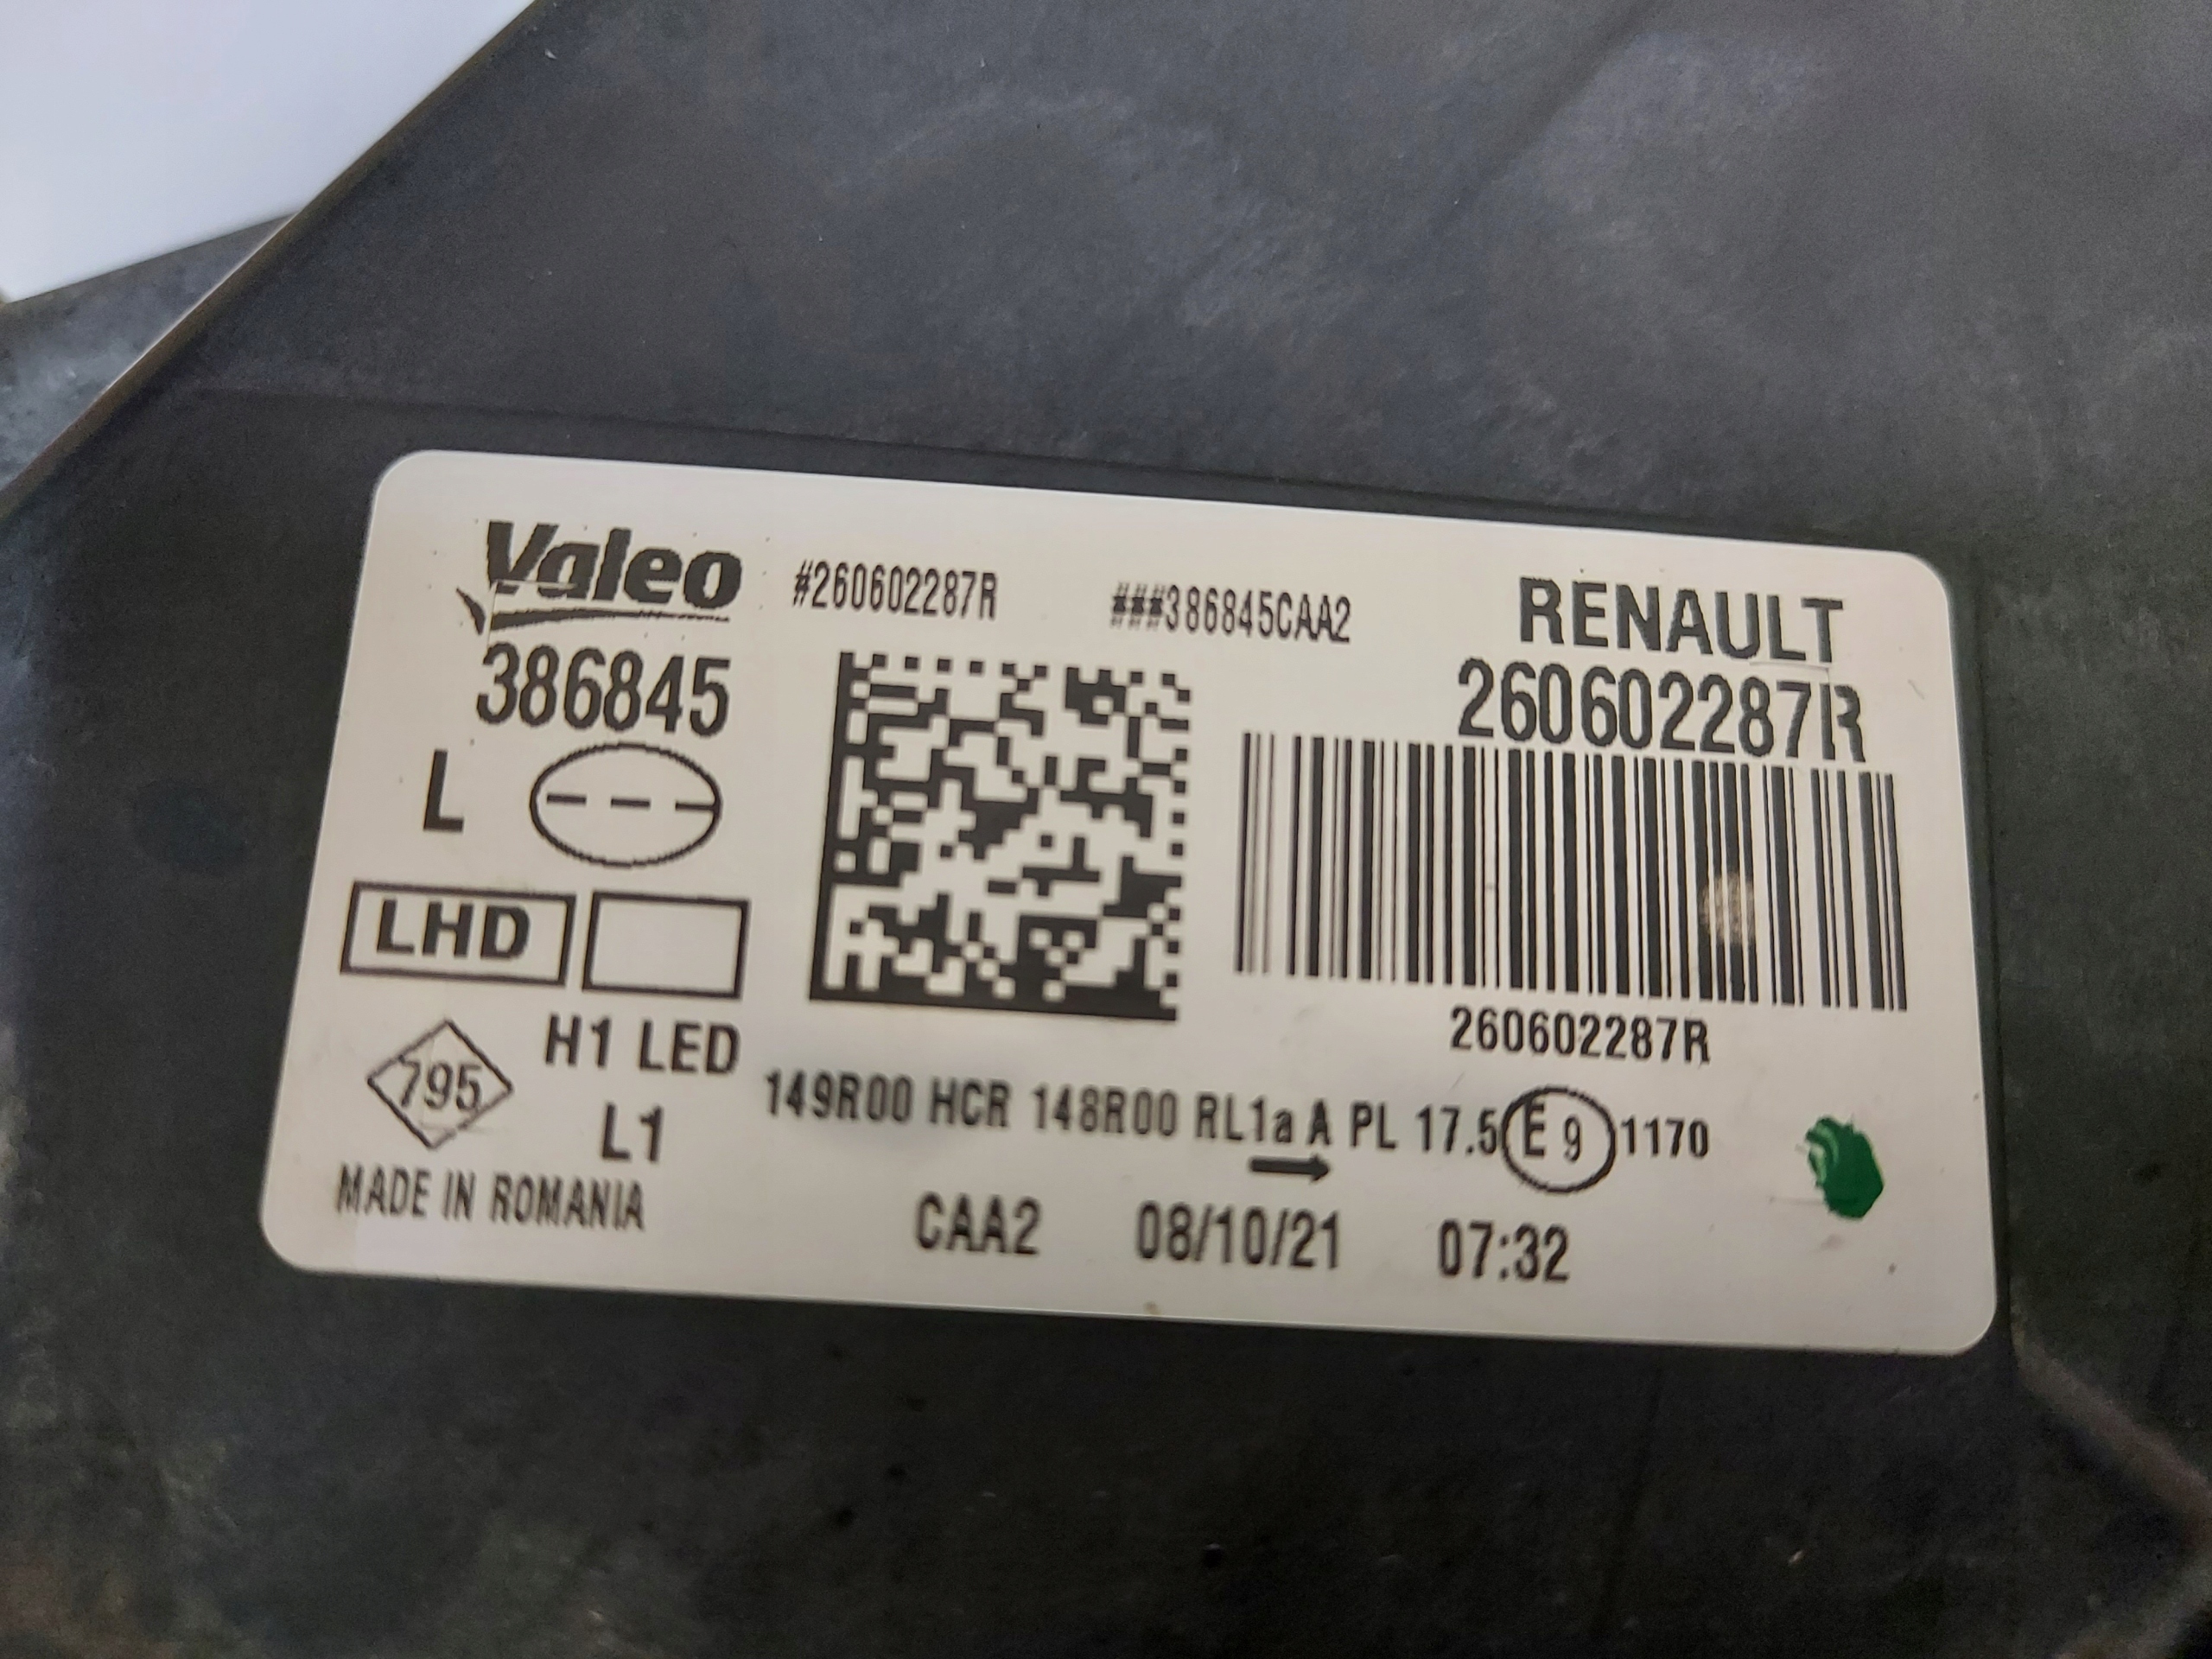 Valeo #260602287R ###386845CAA2 RENAULT
386845 260602287R
L
LHD
260602287R
795 H1 LED
L1
149R00 HCR 148R00 RL1a A PL 17.5 E 9 1170
MADE IN ROMANIA
CAA2 08/10/21 07:32